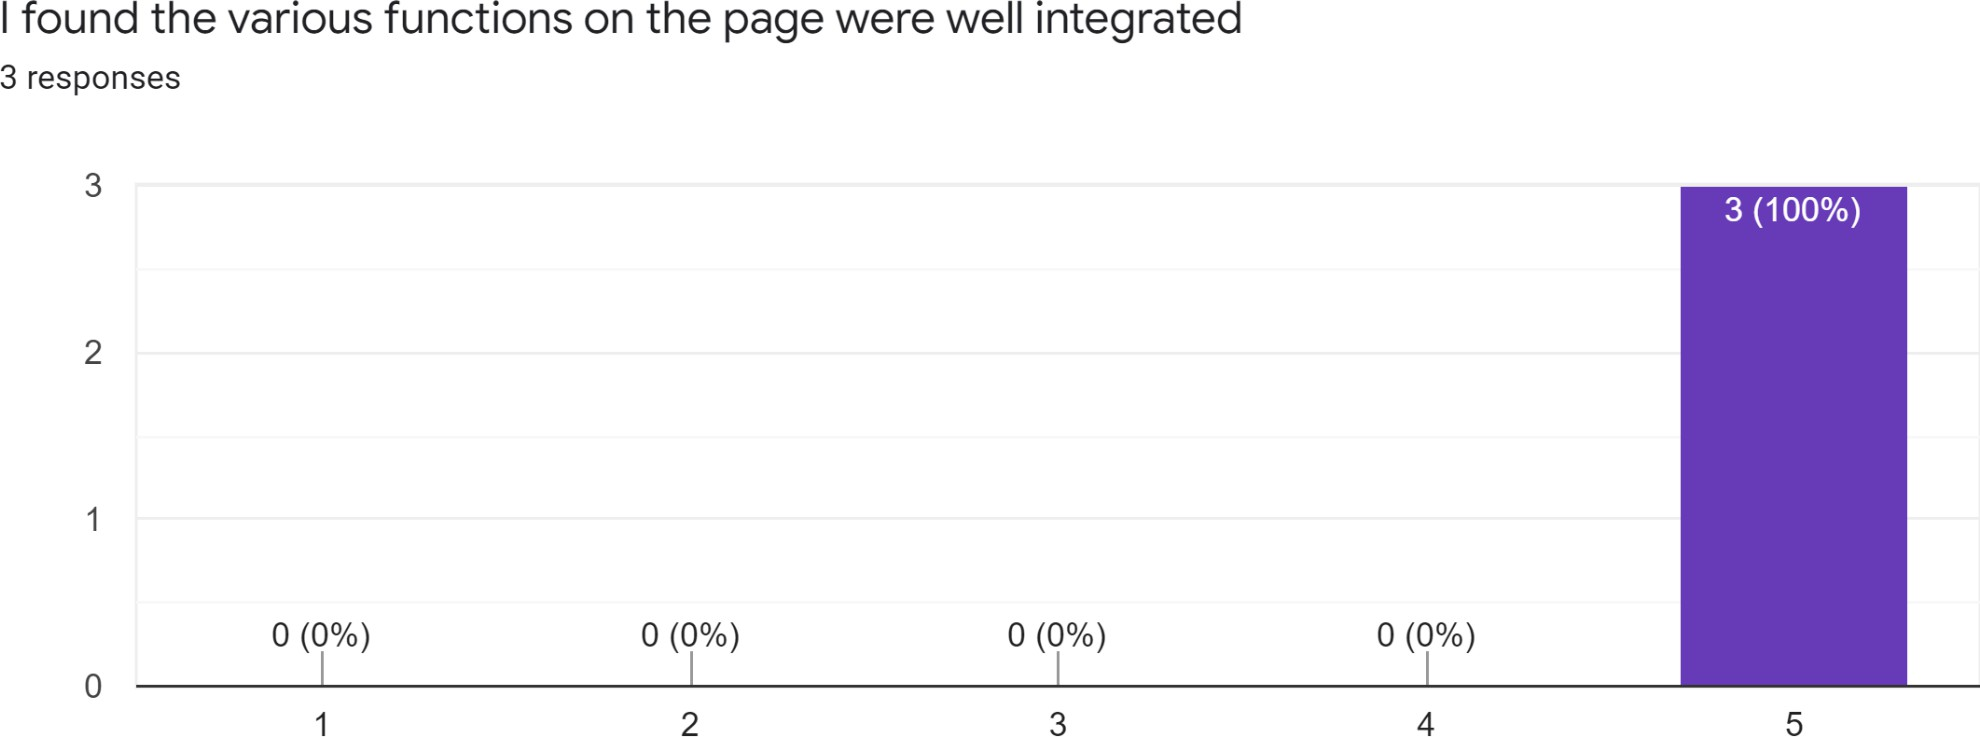 I found the various functions on the page were well integrated
3 responses
3
3 (100%)
2
1
0 (0%) 0 (0%) 0 (0%) 0 (0%)
0
1 2 3 4 5